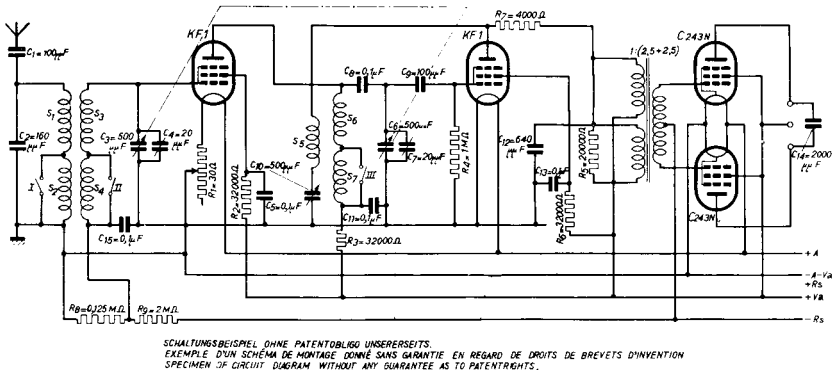 KF1
KF1
R7=4000Ω
C243N
1:(2,5+2,5)
C1=100μμF
C8=0,1μF
C9=100μμF
S1
S3
C3=500 μμF
C4=20 μμF
S5
S6
C6=500μμF
C7=20μμF
C2=160 μμF
C10=500μμF
R4=1MΩ
C12=640 μμF
R5=20000Ω
C14=2000 μμF
I
S2
S4
II
R1=30Ω
S7
III
C13=0,1μF
C243N
R2=32000Ω
C5=0,1μF
C11=0,1μF
R6=32000Ω
C15=0,1μF
R3=32000Ω
+A
-A-Va
+Rs
+Va
R8=0,125MΩ
R9=2MΩ
-Rs
SCHALTUNGSBEISPIEL OHNE PATENTOBLIGO UNSERERSEITS.
EXEMPLE D'UN SCHÉMA DE MONTAGE DONNÉ SANS GARANTIE EN REGARD DE DROITS DE BREVETS D'INVENTION
SPECIMEN OF CIRCUIT DIAGRAM WITHOUT ANY GUARANTEE AS TO PATENTRIGHTS.